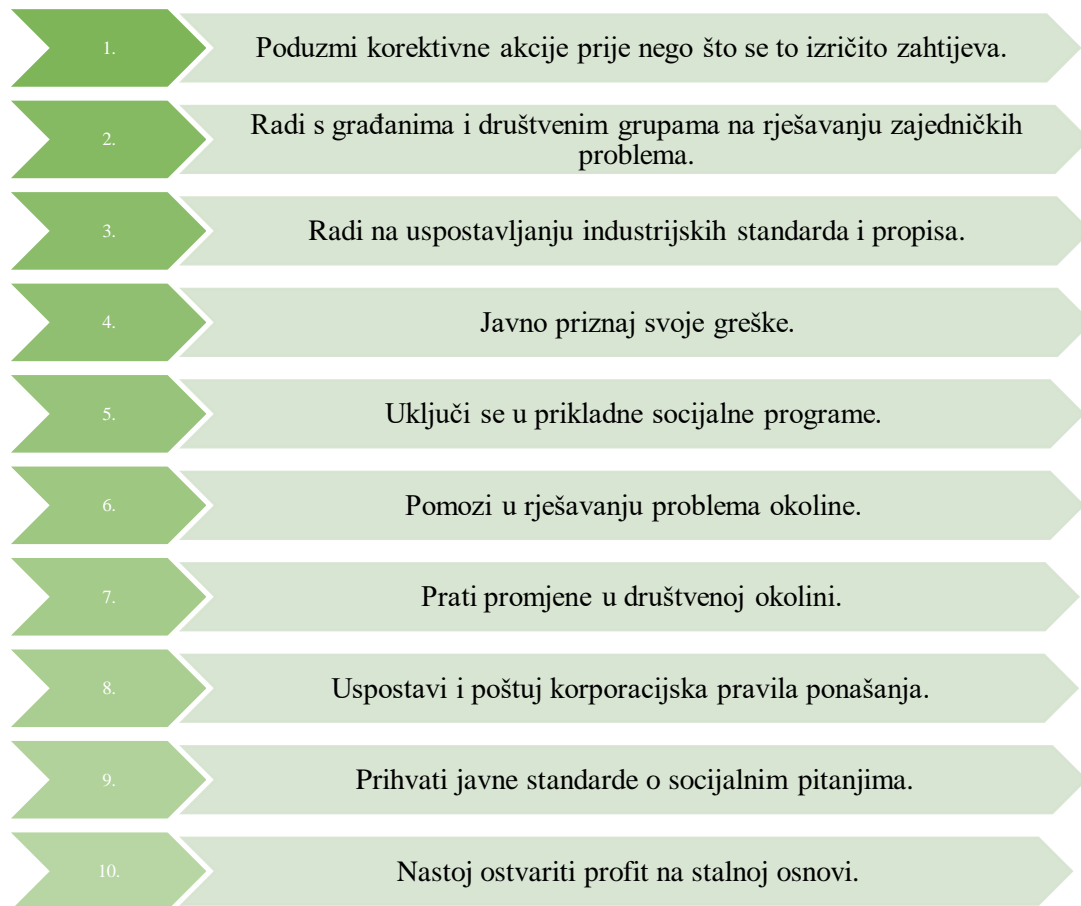 1.
Poduzmi korektivne akcije prije nego što se to izričito zahtijeva.
2.
Radi s građanima i društvenim grupama na rješavanju zajedničkih
problema.
3.
Radi na uspostavljanju industrijskih standarda i propisa.
4.
Javno priznaj svoje greške.
5.
Uključi se u prikladne socijalne programe.
6.
Pomozi u rješavanju problema okoline.
7.
Prati promjene u društvenoj okolini.
8.
Uspostavi i poštuj korporacijska pravila ponašanja.
9.
Prihvati javne standarde o socijalnim pitanjima.
10.
Nastoj ostvariti profit na stalnoj osnovi.